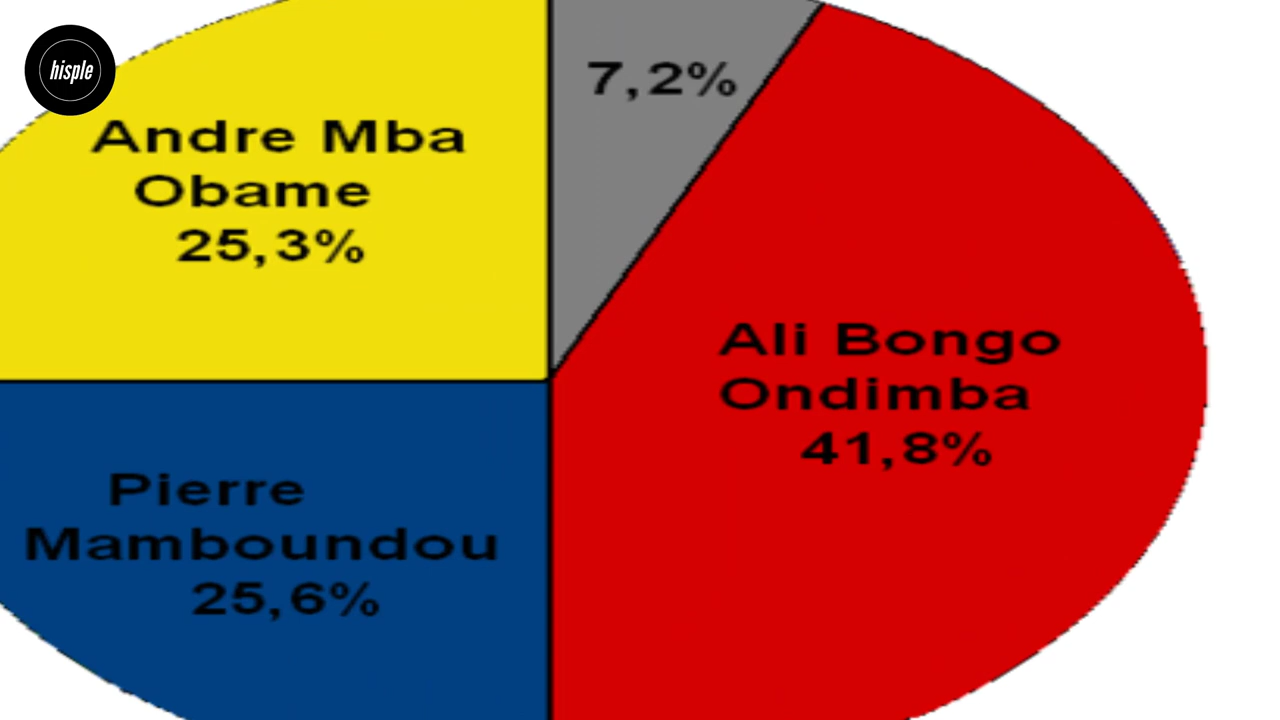 hisple
7,2%
Andre Mba
Obame
25,3%
Ali Bongo
Ondimba
41,8%
Pierre
Mamboundou
25,6%